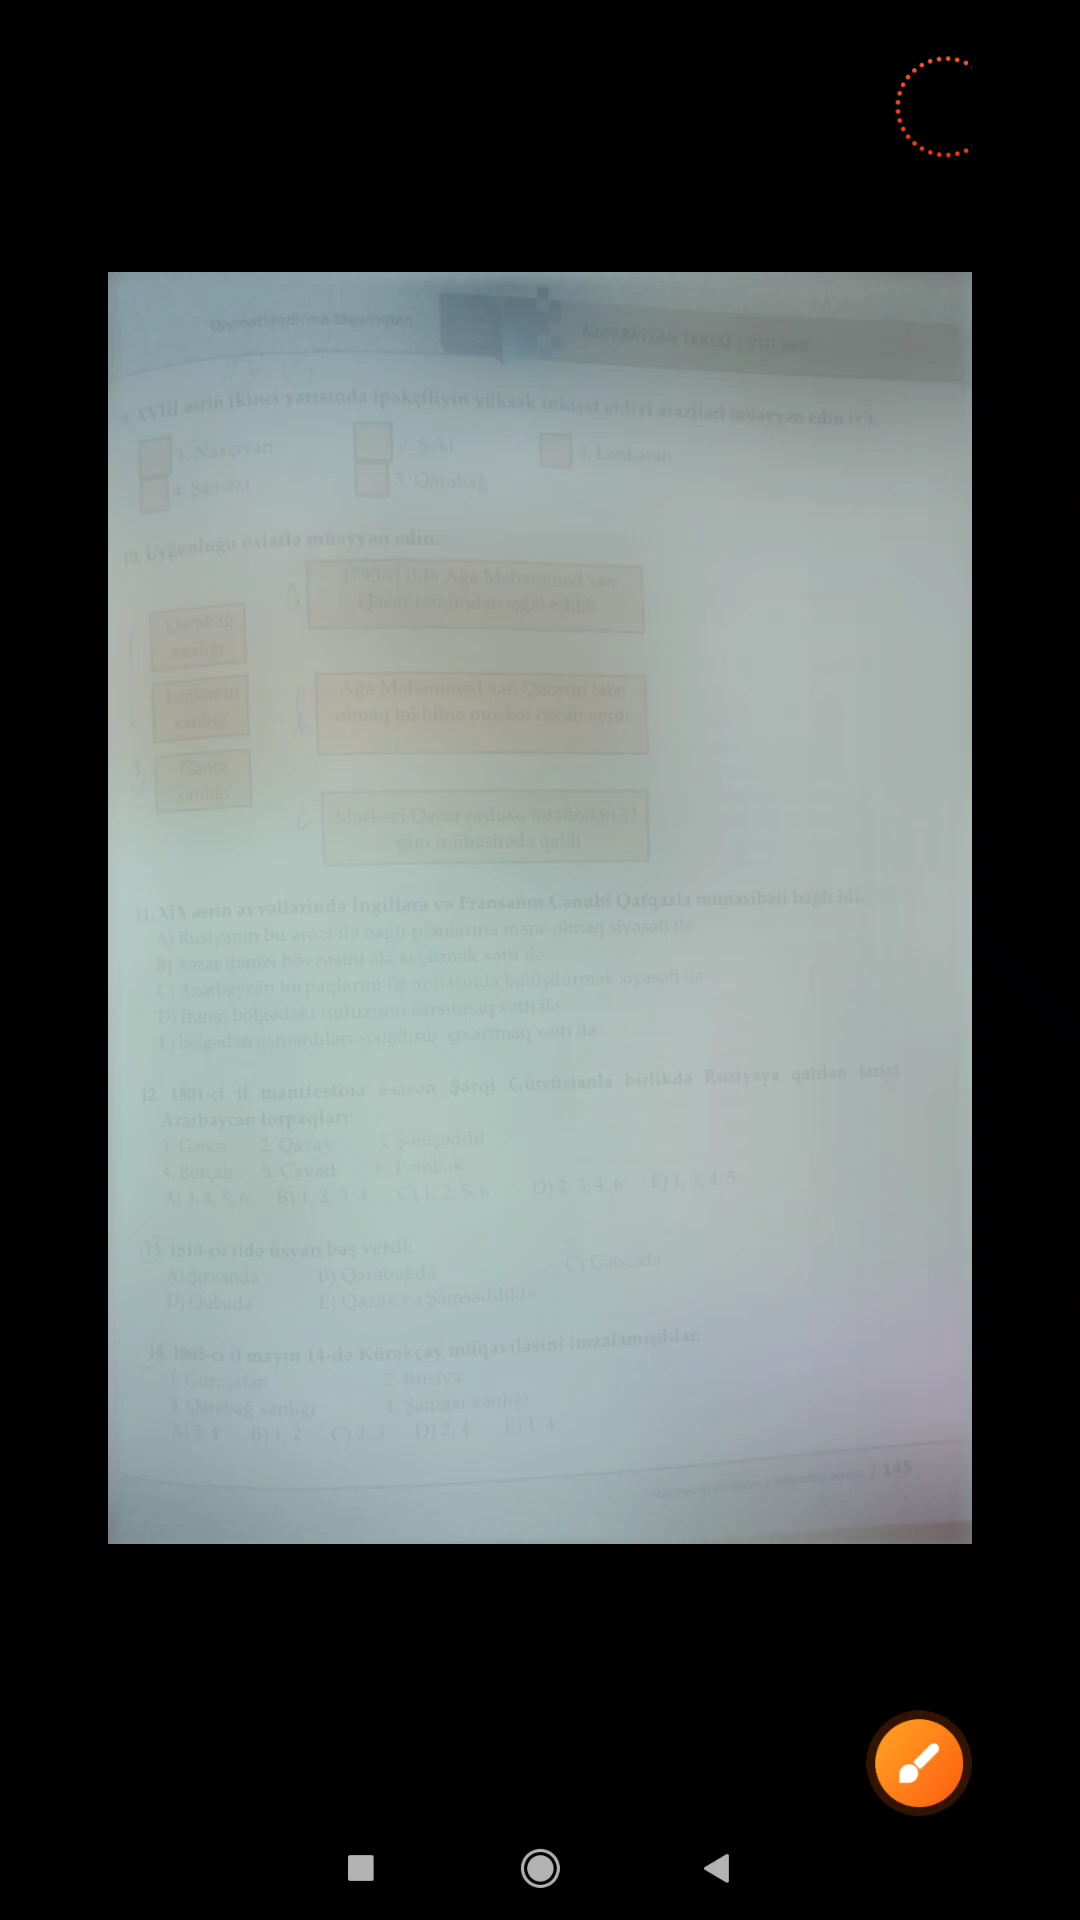 Qiymətləndirmə tapşırıqları
AZƏRBAYCAN TARİXİ | VIII sinif
9. XVIII əsrin ikinci yarısında ipəkçiliyin yüksək inkişaf etdiyi əraziləri müəyyən edin (×).
1. Naxçıvan 2. Şəki 3. Lənkəran
4. Şamaxı 5. Qarabağ
10. Uyğunluğu oxlarla müəyyən edin.
1795-ci ildə Ağa Məhəmməd xan
Qacar tərəfindən işğal edildi
Qarabağ
xanlığı
Lənkəran
xanlığı
Ağa Məhəmməd xan Qacarın tabe
olmaq təklifinə müsbət cavab verdi
Gəncə
xanlığı
Mərkəzi Qacar ordusu tərəfindən 33
gün mühasirədə qaldı
11. XIX əsrin əvvəllərində İngiltərə və Fransanın Cənubi Qafqazla münasibəti bağlı idi:
A) Rusiyanın bu ərazi ilə bağlı planlarına mane olmaq siyasəti ilə
B) Xəzər dənizi hövzəsini ələ keçirmək xətti ilə
C) Azərbaycan torpaqlarını öz aralarında bölüşdürmək siyasəti ilə
D) İranın bölgədəki nüfuzunu sarsıtmaq xətti ilə
E) bölgədən osmanlıları sıxışdırıb çıxartmaq xətti ilə
12. 1801-ci il manifestinə əsasən Şərqi Gürcüstanla birlikdə Rusiyaya qatılan tarixi
Azərbaycan torpaqları:
1. Gəncə 2. Qazax 3. Şəmşəddil
4. Borçalı 5. Cavad 6. Pəmbək
A) 3, 4, 5, 6 B) 1, 2, 3, 4 C) 1, 2, 5, 6 D) 2, 3, 4, 6 E) 1, 3, 4, 5
13. 1810-cu ildə üsyan baş verdi:
A) Şirvanda B) Qarabağda C) Gəncədə
D) Qubada E) Qazax və Şəmşəddildə
14. 1805-ci il mayın 14-də Kürəkçay müqaviləsini imzalamışdılar:
1. Gürcüstan 2. Rusiya
3. Qarabağ xanlığı 4. Şamaxı xanlığı
A) 3, 4 B) 1, 2 C) 2, 3 D) 2, 4 E) 1, 4
/ 145